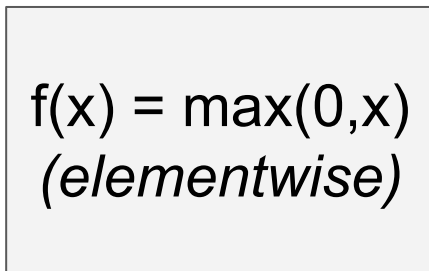 f(x) = max(0,x)
(elementwise)